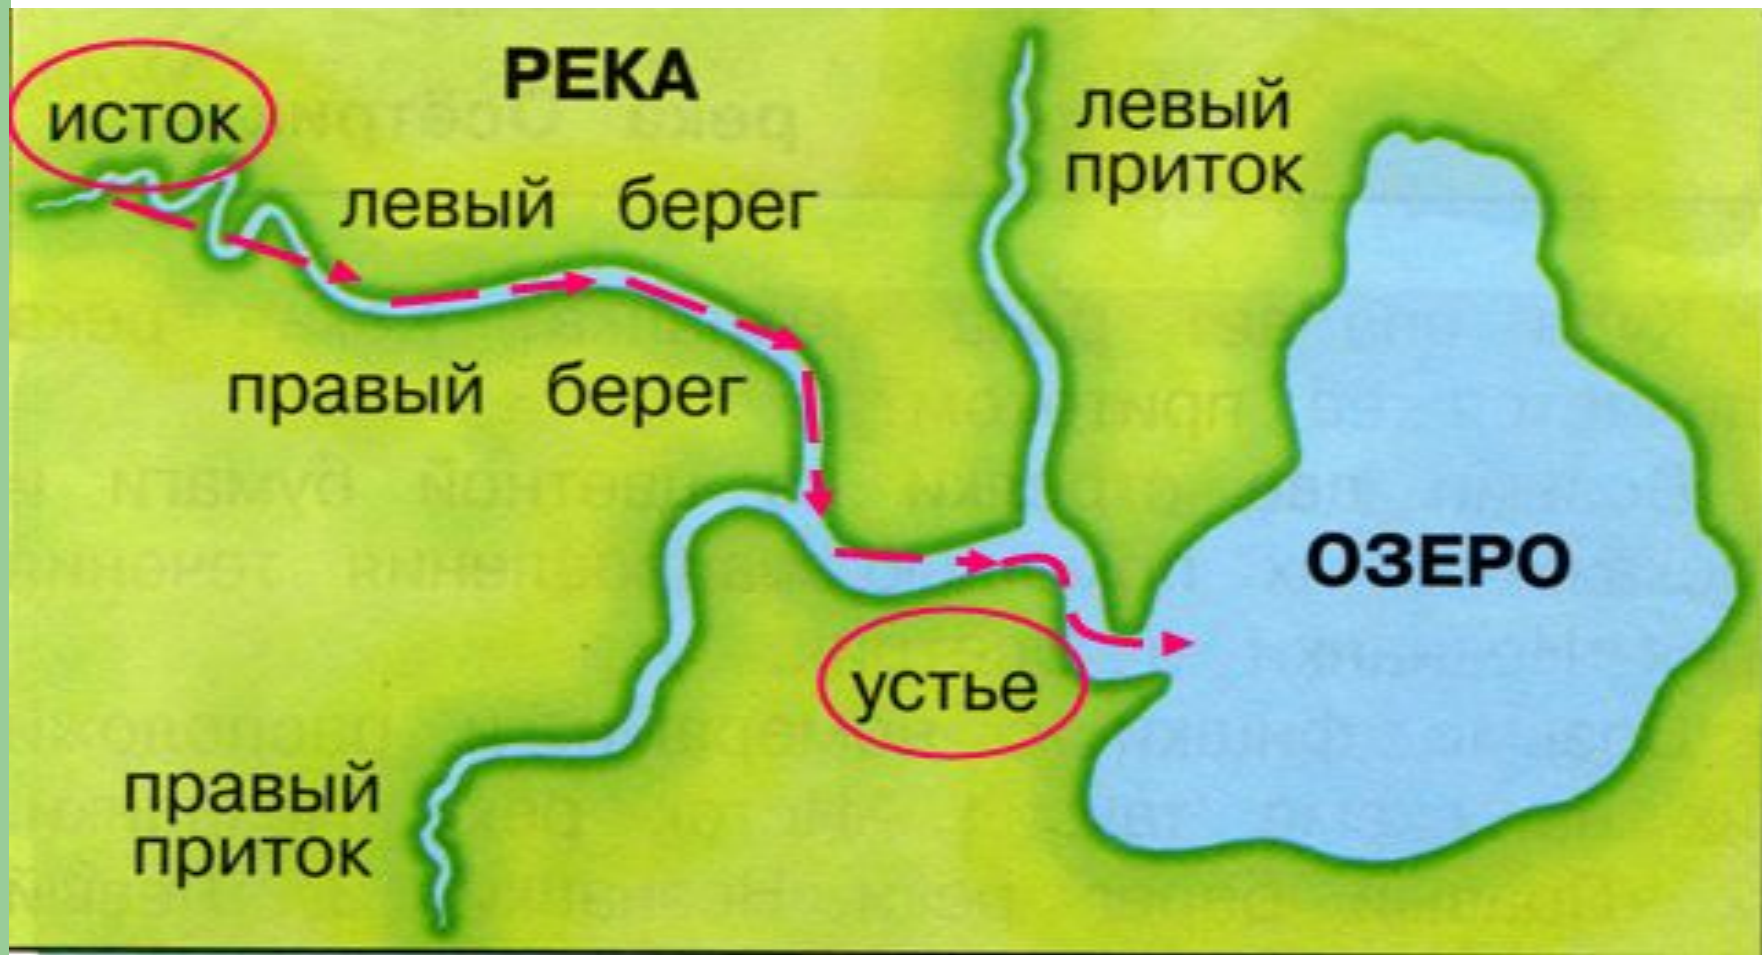 РЕКА
исток
левый берег
левый
приток
правый берег
ОЗЕРО
устье
правый
приток